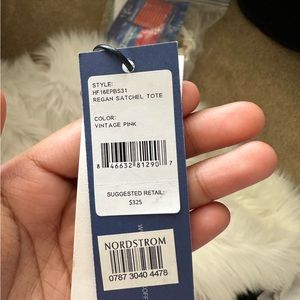 STYLE:
HF16EPBS31
REGAN SATCHEL TOTE
COLOR:
VINTAGE PINK
8 46632 81290 7
SUGGESTED RETAIL:
$325
NORDSTROM
0787 3040 4478